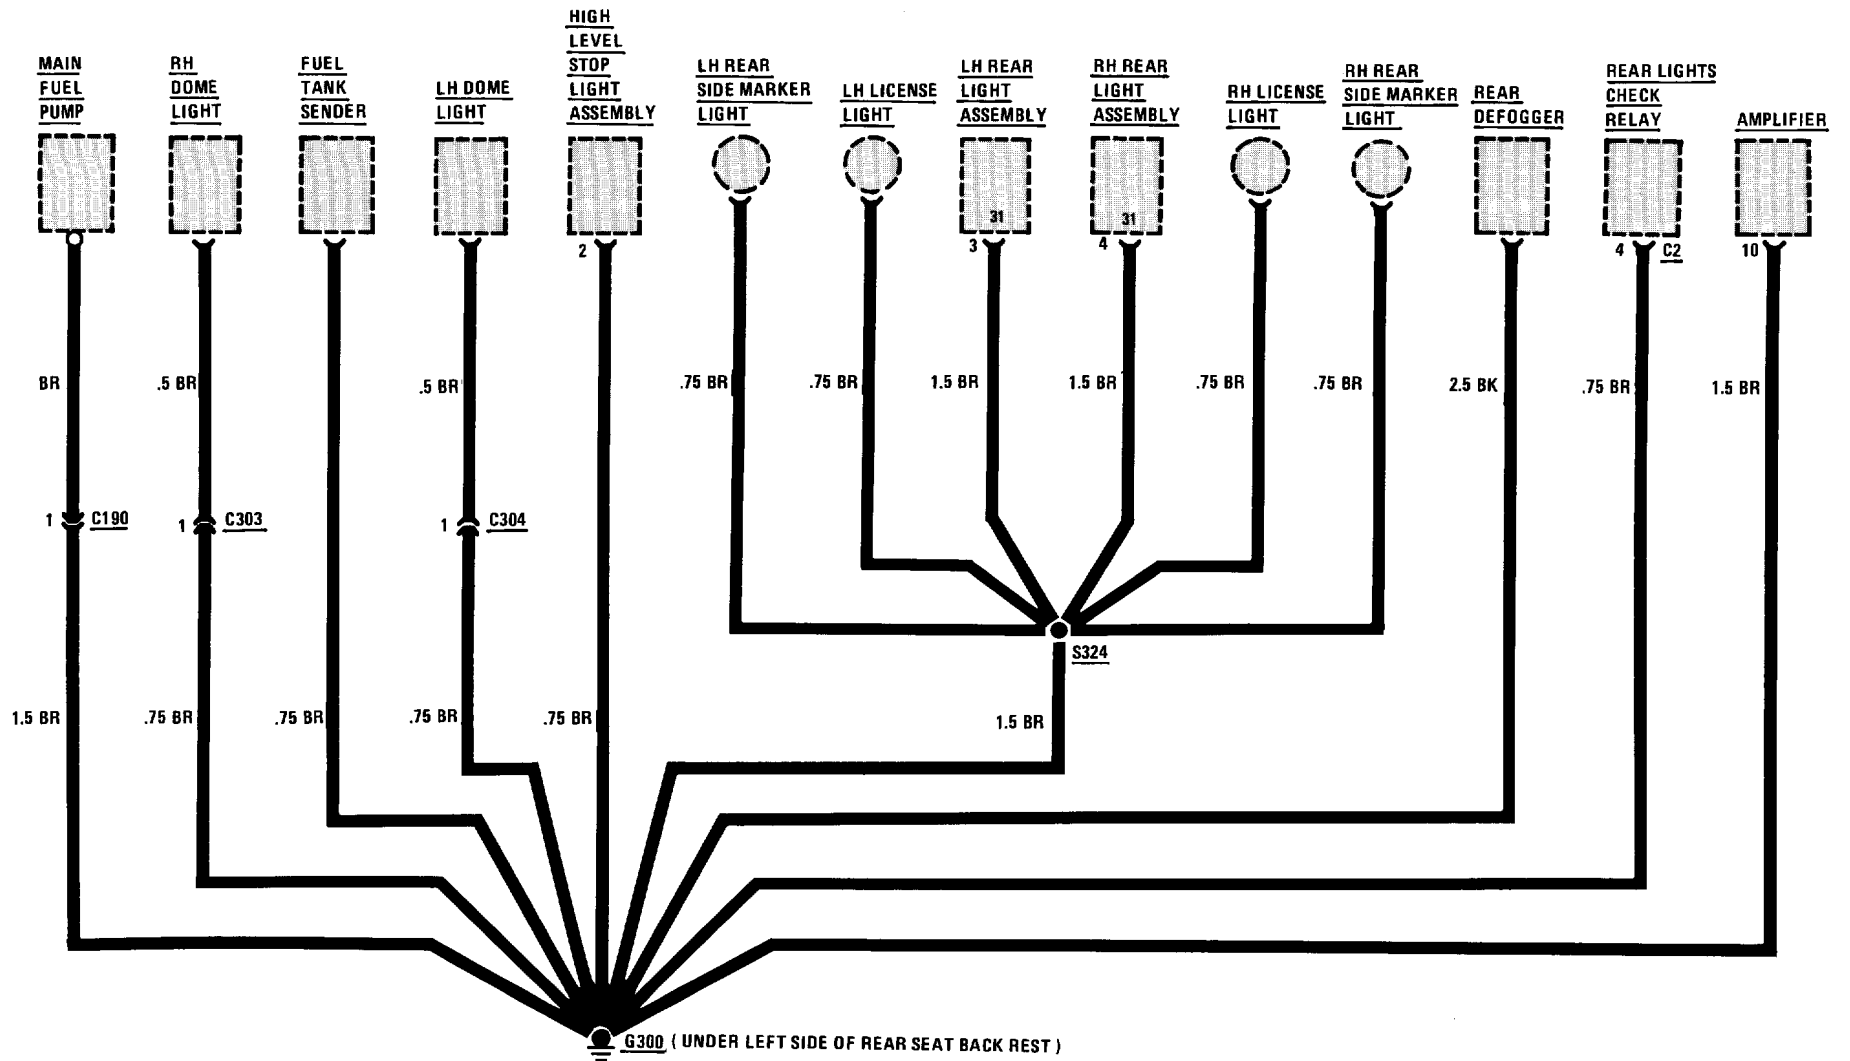 MAIN
FUEL
PUMP
RH
DOME
LIGHT
FUEL
TANK
SENDER
LH DOME
LIGHT
HIGH
LEVEL
STOP
LIGHT
ASSEMBLY
LH REAR
SIDE MARKER
LIGHT
LH LICENSE
LIGHT
LH REAR
LIGHT
ASSEMBLY
RH REAR
LIGHT
ASSEMBLY
RH LICENSE
LIGHT
RH REAR
SIDE MARKER
LIGHT
REAR
DEFOGGER
REAR LIGHTS
CHECK
RELAY
AMPLIFIER
31
31
2
3
4
4
C2
10
BR
.5 BR
.5 BR
.75 BR
.75 BR
1.5 BR
1.5 BR
.75 BR
.75 BR
2.5 BK
.75 BR
1.5 BR
1
C190
1
C303
1
C304
S324
1.5 BR
.75 BR
.75 BR
.75 BR
.75 BR
1.5 BR
G300 ( UNDER LEFT SIDE OF REAR SEAT BACK REST )